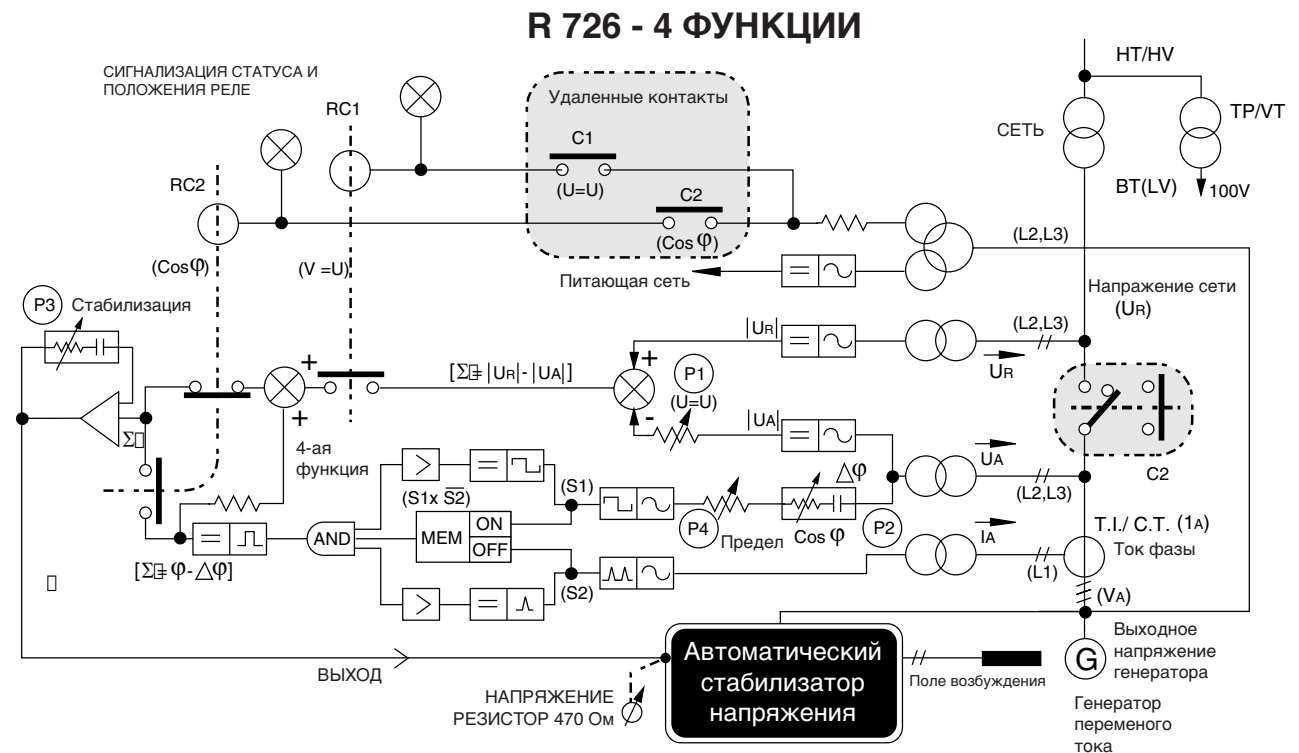 R 726 - 4 ФУНКЦИИ
СИГНАЛИЗАЦИЯ СТАТУСА И
ПОЛОЖЕНИЯ РЕЛЕ
RC1
RC2
Удаленные контакты
C1
(U=U)
C2
(Cos φ)
HT/HV
СЕТЬ
TP/VT
BT(LV)
100V
(L2,L3)
(Cosφ)
(V =U)
Питающая сеть
=
Напражение сети
(UR)
P3
Стабилизация
+
[Σ = |UR| - |UA|]
|UR|
=
(L2,L3)
UR
+
P1
(U=U)
-
|UA|
=
+
Σ
4-ая
функция
UA
(L2,L3)
C2
>
=
(S1x S2)
(S1)
Δφ
P4
Предел
Cos φ
P2
MEM
ON
OFF
AND
=
[Σ = φ-Δφ]
IA
(L1)
T.I./ C.T. (1A)
Ток фазы
(S2)
>
=
(VA)
ВЫХОД
НАПРЯЖЕНИЕ
РЕЗИСТОР 470 Ом
Автоматический
стабилизатор
напряжения
Поле возбуждения
G
Выходное
напряжение
генератора
Генератор
переменого
тока